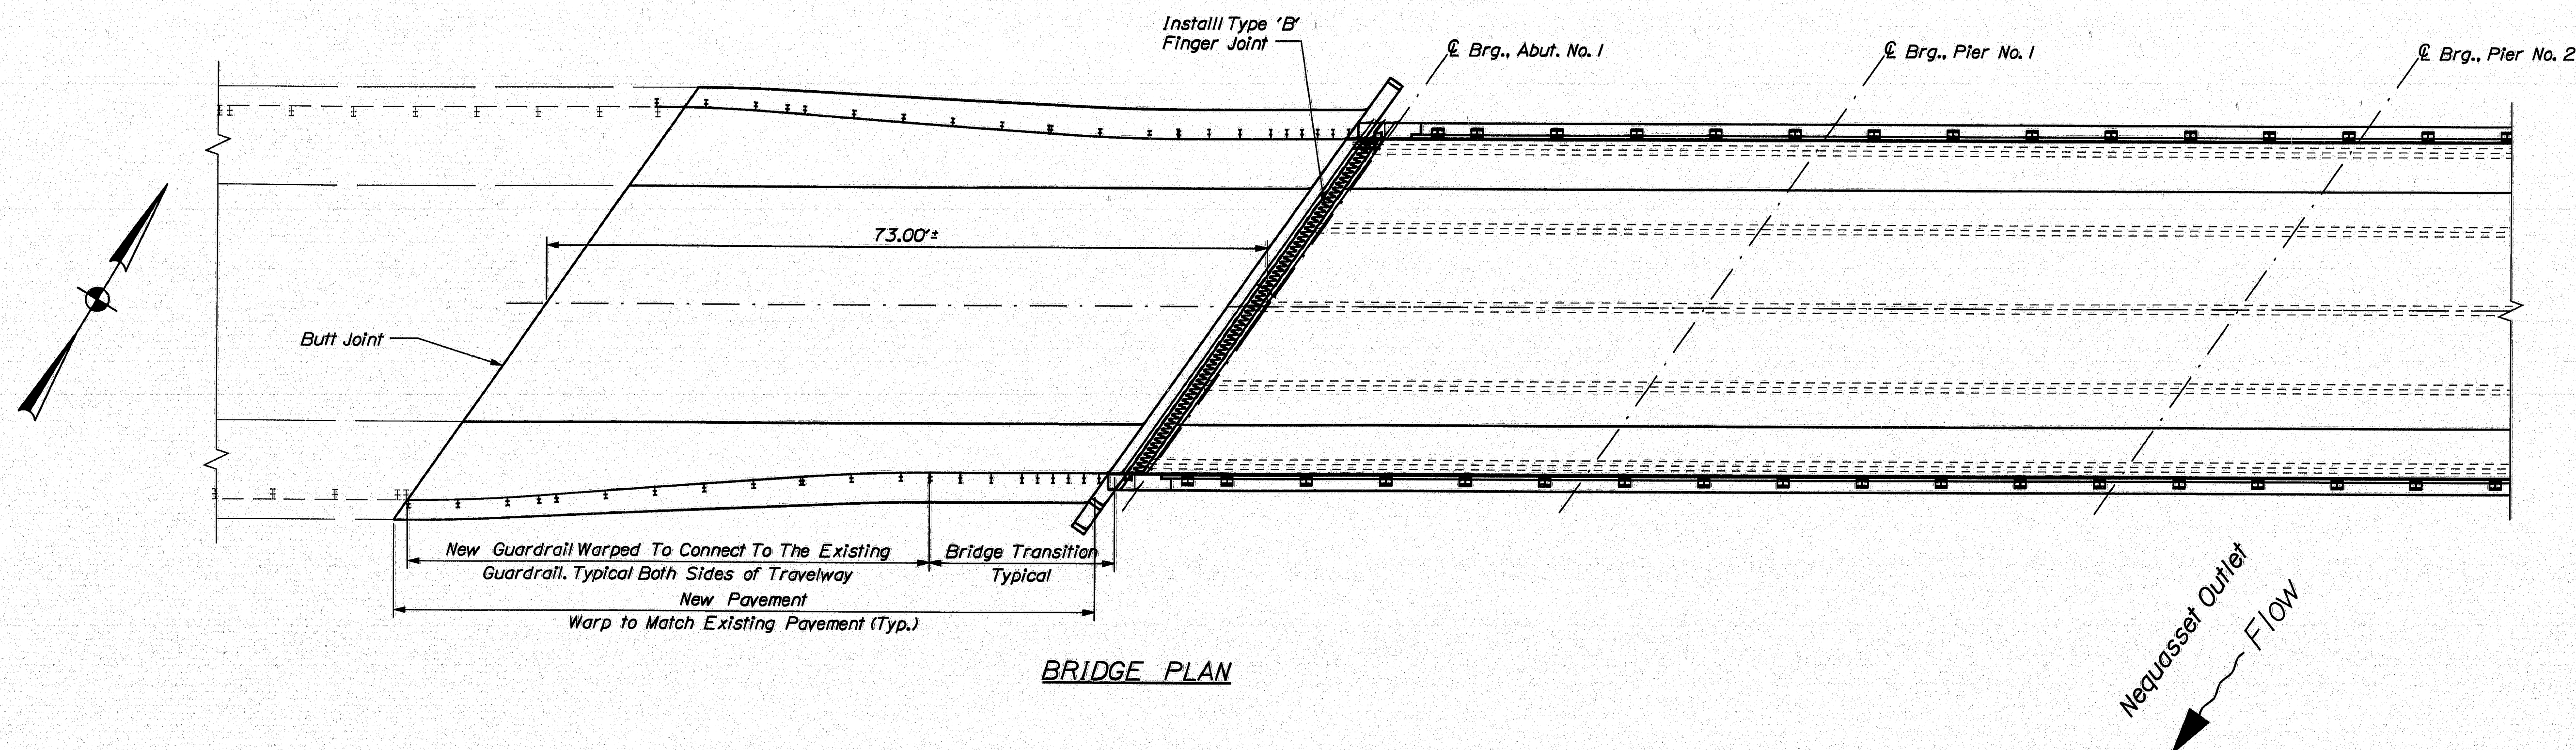 Installl Type 'B'
Finger Joint
℄ Brg., Abut. No. 1
℄ Brg., Pier No. 1
℄ Brg., Pier No. 2
73.00'±
Butt Joint
New Guardrail Warped To Connect To The Existing
Guardrail. Typical Both Sides of Travelway
Bridge Transition
Typical
New Pavement
Warp to Match Existing Pavement (Typ.)
BRIDGE PLAN
Nequasset Outlet
Flow